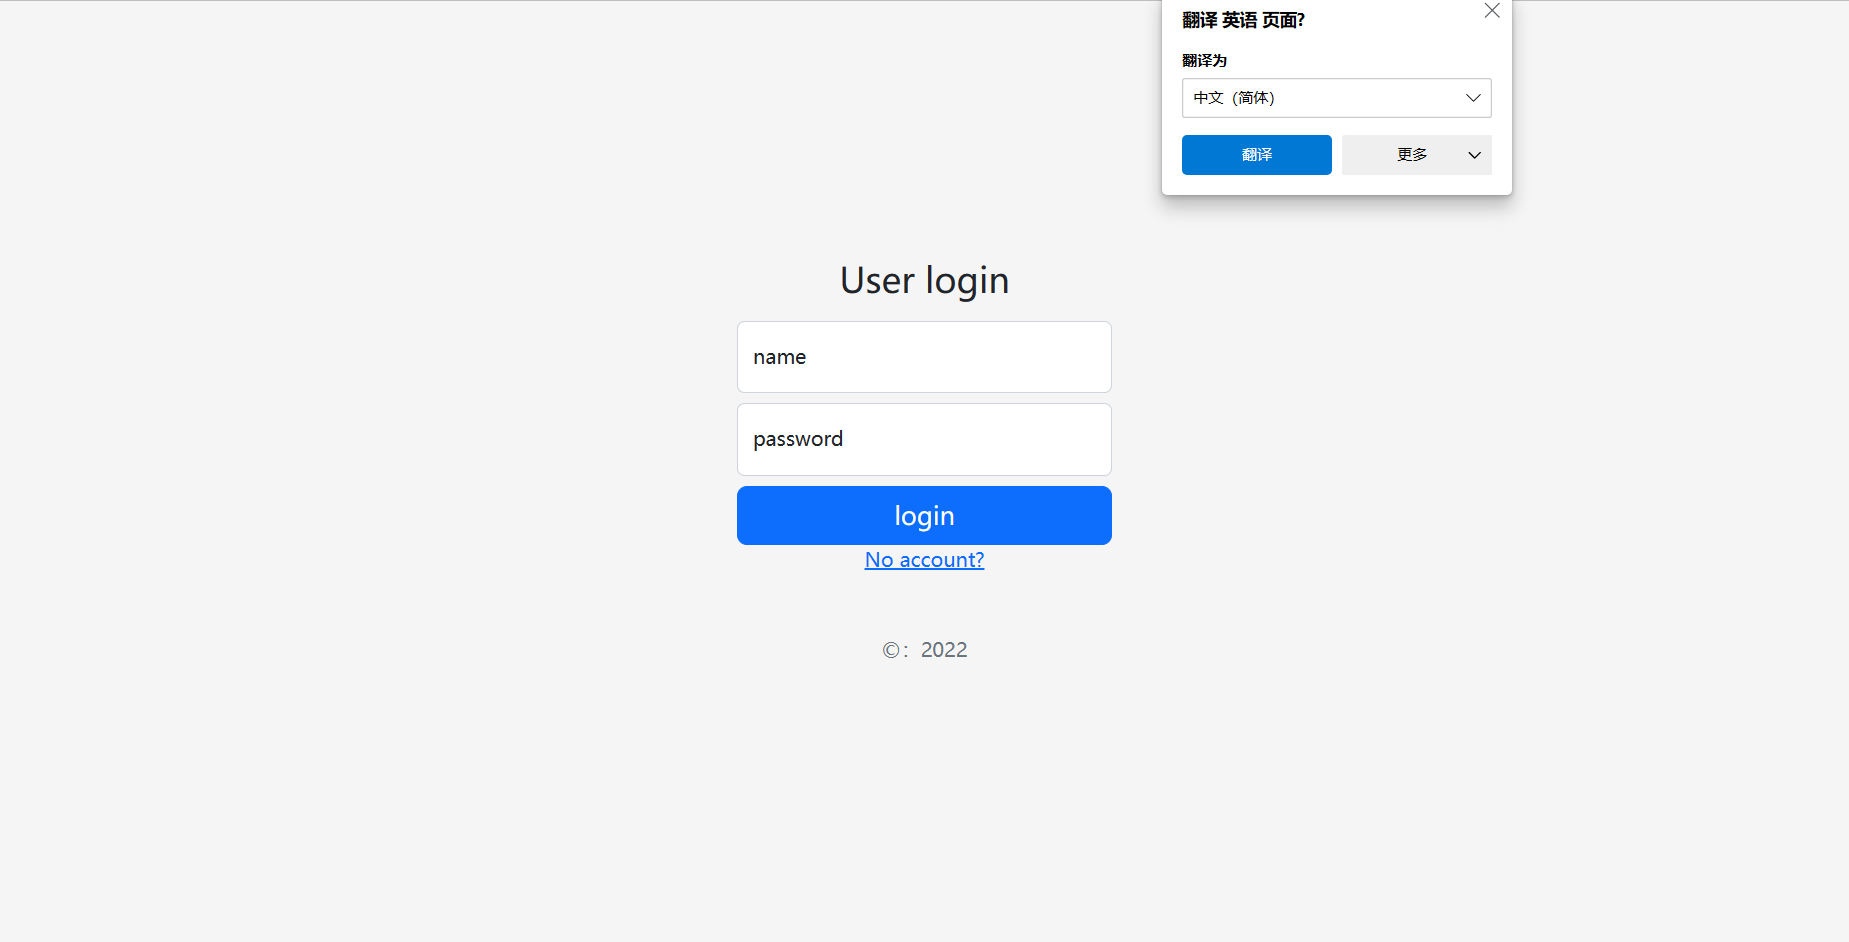 翻译 英语 页面?
翻译为
中文（简体）
翻译
更多
User login
name
password
login
No account?
©：2022